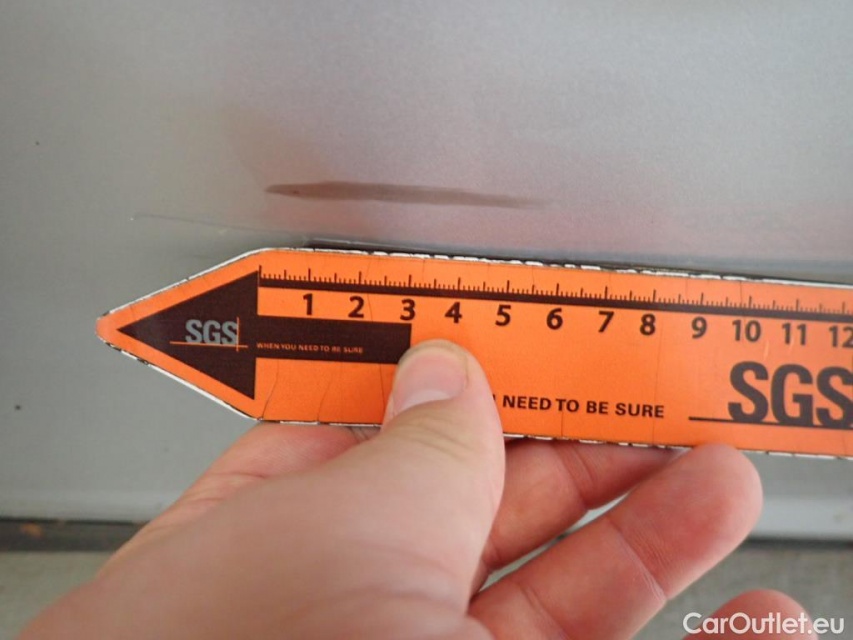 1 2 3 4 5 6 7 8 9 10 11 12
SGS
WHEN YOU NEED TO BE SURE
NEED TO BE SURE
SGS
CarOutlet.eu